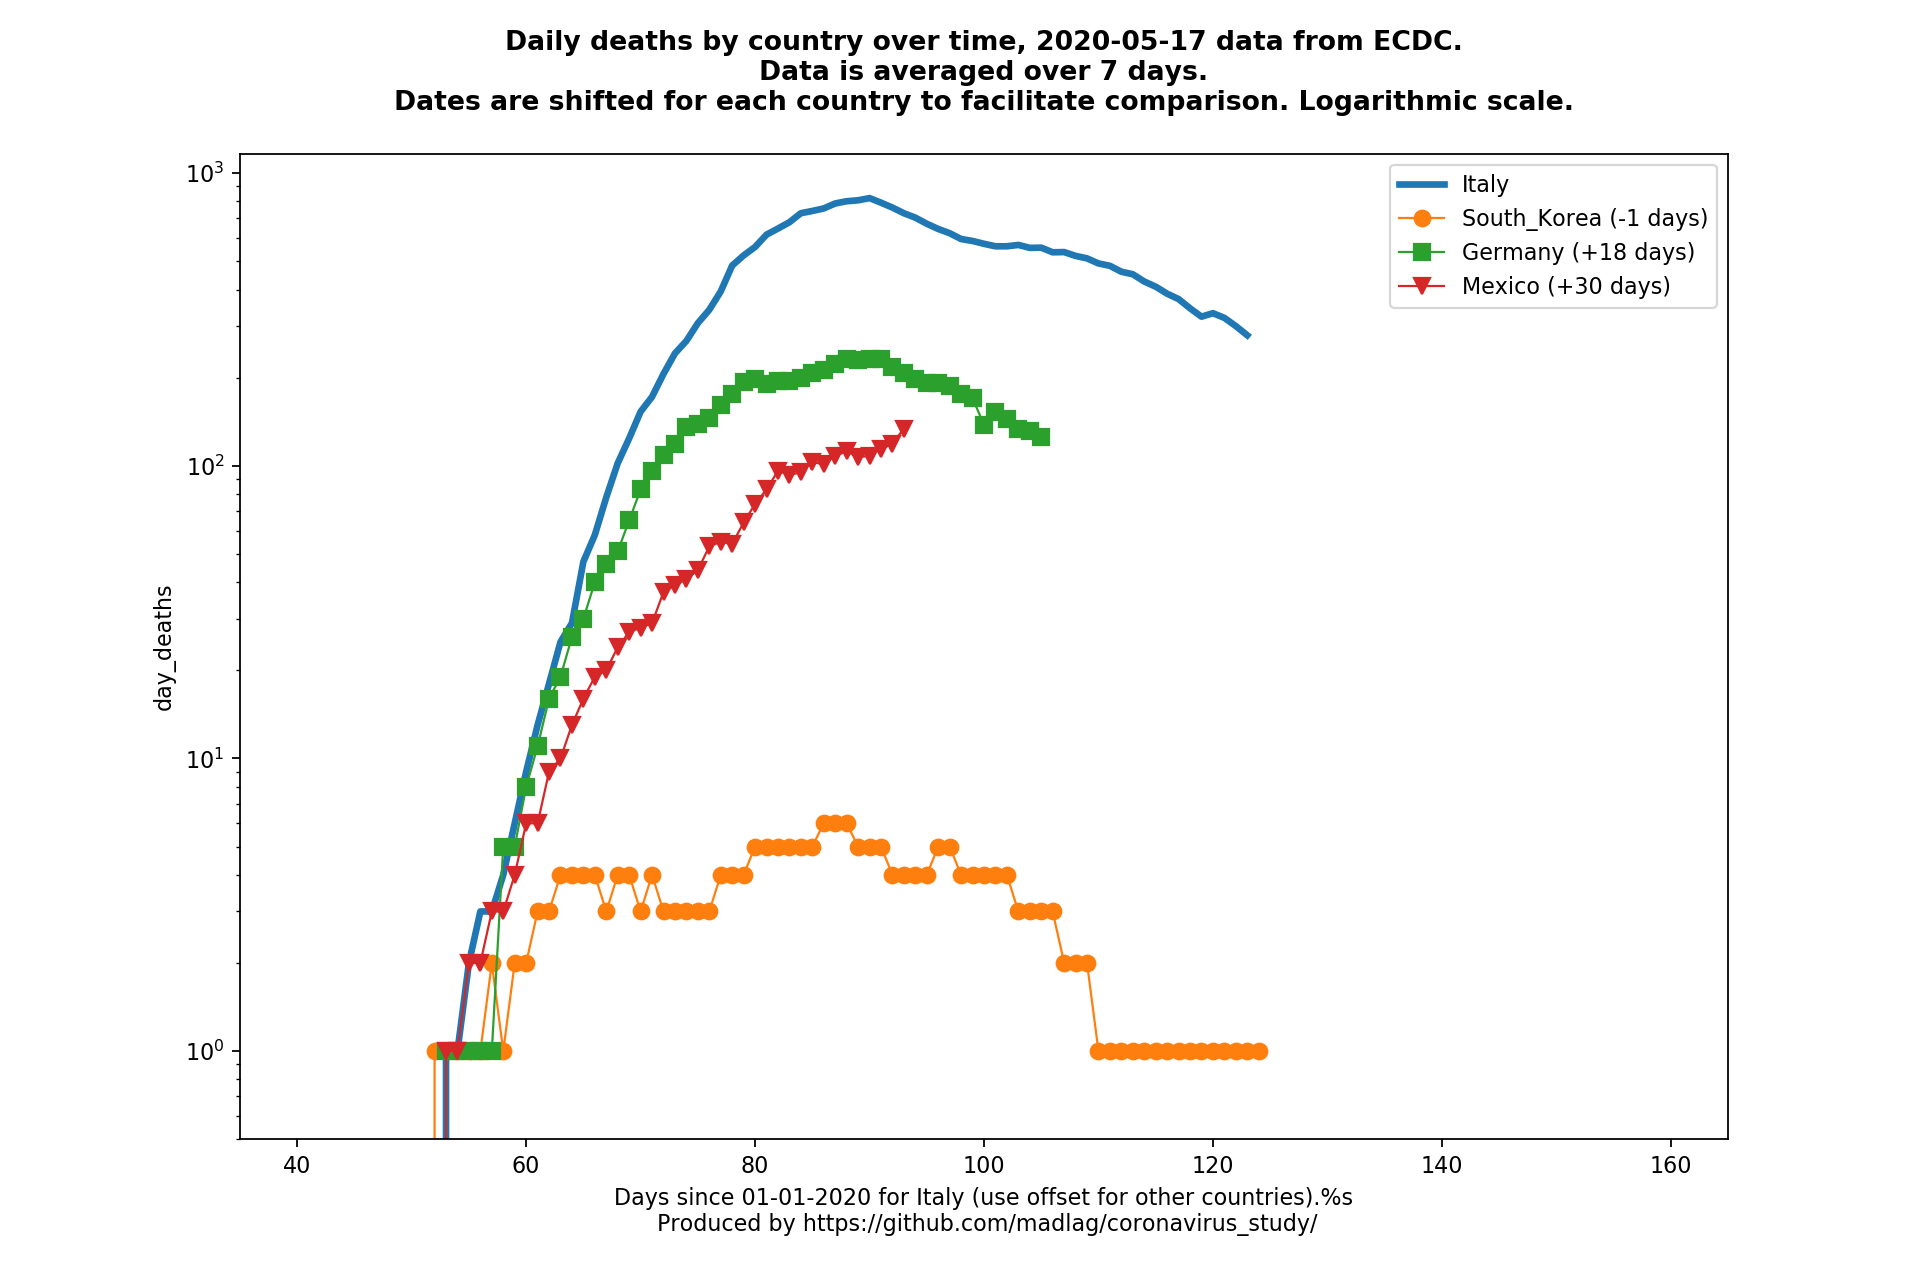 Daily deaths by country over time, 2020-05-17 data from ECDC.
Data is averaged over 7 days.
Dates are shifted for each country to facilitate comparison. Logarithmic scale.
10³
10²
10¹
10⁰
day_deaths
Italy
South_Korea (-1 days)
Germany (+18 days)
Mexico (+30 days)
40 60 80 100 120 140 160
Days since 01-01-2020 for Italy (use offset for other countries).%s
Produced by https://github.com/madlag/coronavirus_study/